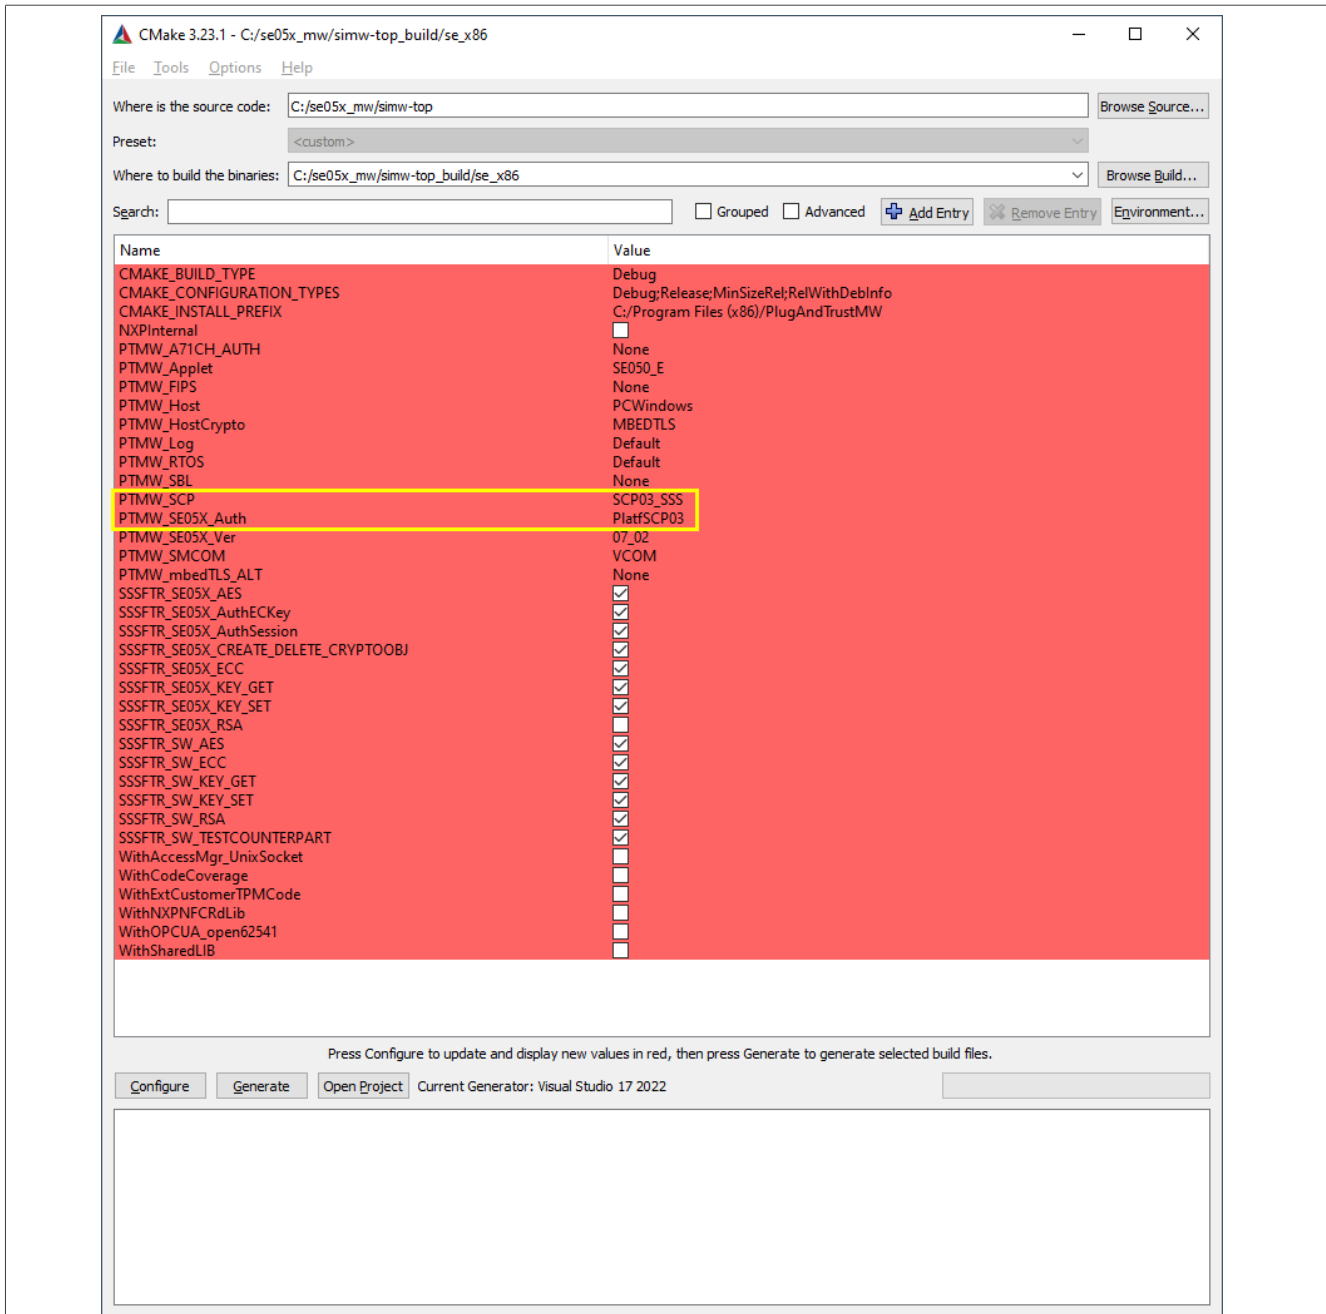 CMake 3.23.1 - C:/se05x_mw/simw-top_build/se_x86
File Tools Options Help
Where is the source code: C:/se05x_mw/simw-top Browse Source...
Preset: <custom>
Where to build the binaries: C:/se05x_mw/simw-top_build/se_x86 Browse Build...
Search: Grouped Advanced Add Entry Remove Entry Environment...
Name Value
CMAKE_BUILD_TYPE Debug
CMAKE_CONFIGURATION_TYPES Debug;Release;MinSizeRel;RelWithDebInfo
CMAKE_INSTALL_PREFIX C:/Program Files (x86)/PlugAndTrustMW
NXPInternal
PTMW_A71CH_AUTH None
PTMW_Applet SE050_E
PTMW_FIPS None
PTMW_Host PCWindows
PTMW_HostCrypto MBEDTLS
PTMW_Log Default
PTMW_RTOS Default
PTMW_SBL None
PTMW_SCP SCP03_SSS
PTMW_SE05X_Auth PlatfSCP03
PTMW_SE05X_Ver 07_02
PTMW_SMCOM VCOM
PTMW_mbedTLS_ALT None
SSSFTR_SE05X_AES
SSSFTR_SE05X_AuthECKey
SSSFTR_SE05X_AuthSession
SSSFTR_SE05X_CREATE_DELETE_CRYPTOOBJ
SSSFTR_SE05X_ECC
SSSFTR_SE05X_KEY_GET
SSSFTR_SE05X_KEY_SET
SSSFTR_SE05X_RSA
SSSFTR_SW_AES
SSSFTR_SW_ECC
SSSFTR_SW_KEY_GET
SSSFTR_SW_KEY_SET
SSSFTR_SW_RSA
SSSFTR_SW_TESTCOUNTERPART
WithAccessMgr_UnixSocket
WithCodeCoverage
WithExtCustomerTPMCode
WithNXPNFCRdLib
WithOPCUA_open62541
WithSharedLIB
Press Configure to update and display new values in red, then press Generate to generate selected build files.
Configure Generate Open Project Current Generator: Visual Studio 17 2022